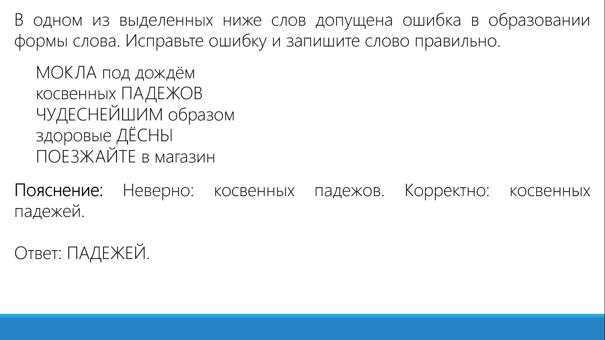 В одном из выделенных ниже слов допущена ошибка в образовании
формы слова. Исправьте ошибку и запишите слово правильно.
МОКЛА под дождём
косвенных ПАДЕЖОВ
ЧУДЕСНЕЙШИМ образом
здоровые ДЁСНЫ
ПОЕЗЖАЙТЕ в магазин
Пояснение: Неверно: косвенных падежов. Корректно: косвенных
падежей.
Ответ: ПАДЕЖЕЙ.